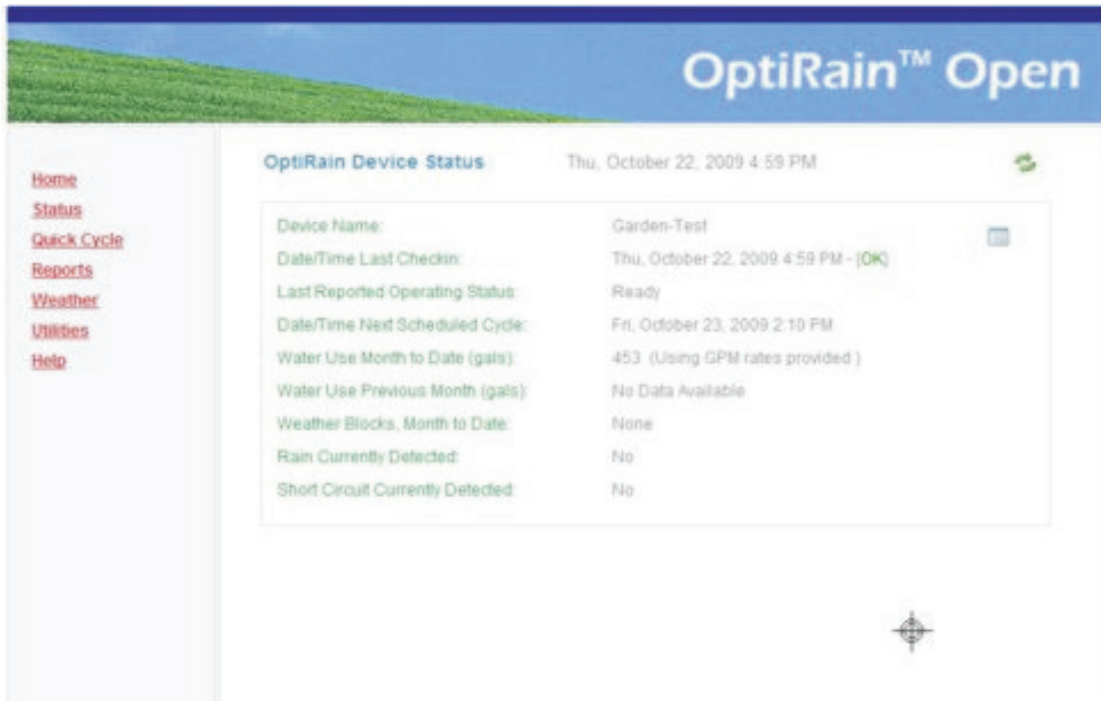 OptiRain™ Open
Home
Status
Quick Cycle
Reports
Weather
Utilities
Help
OptiRain Device Status Thu, October 22, 2009 4:59 PM
Device Name: Garden-Test
Date/Time Last Checkin: Thu, October 22, 2009 4:59 PM - [OK]
Last Reported Operating Status: Ready
Date/Time Next Scheduled Cycle: Fri, October 23, 2009 2:10 PM
Water Use Month to Date (gals): 453 (Using GPM rates provided )
Water Use Previous Month (gals): No Data Available
Weather Blocks, Month to Date: None
Rain Currently Detected: No
Short Circuit Currently Detected: No